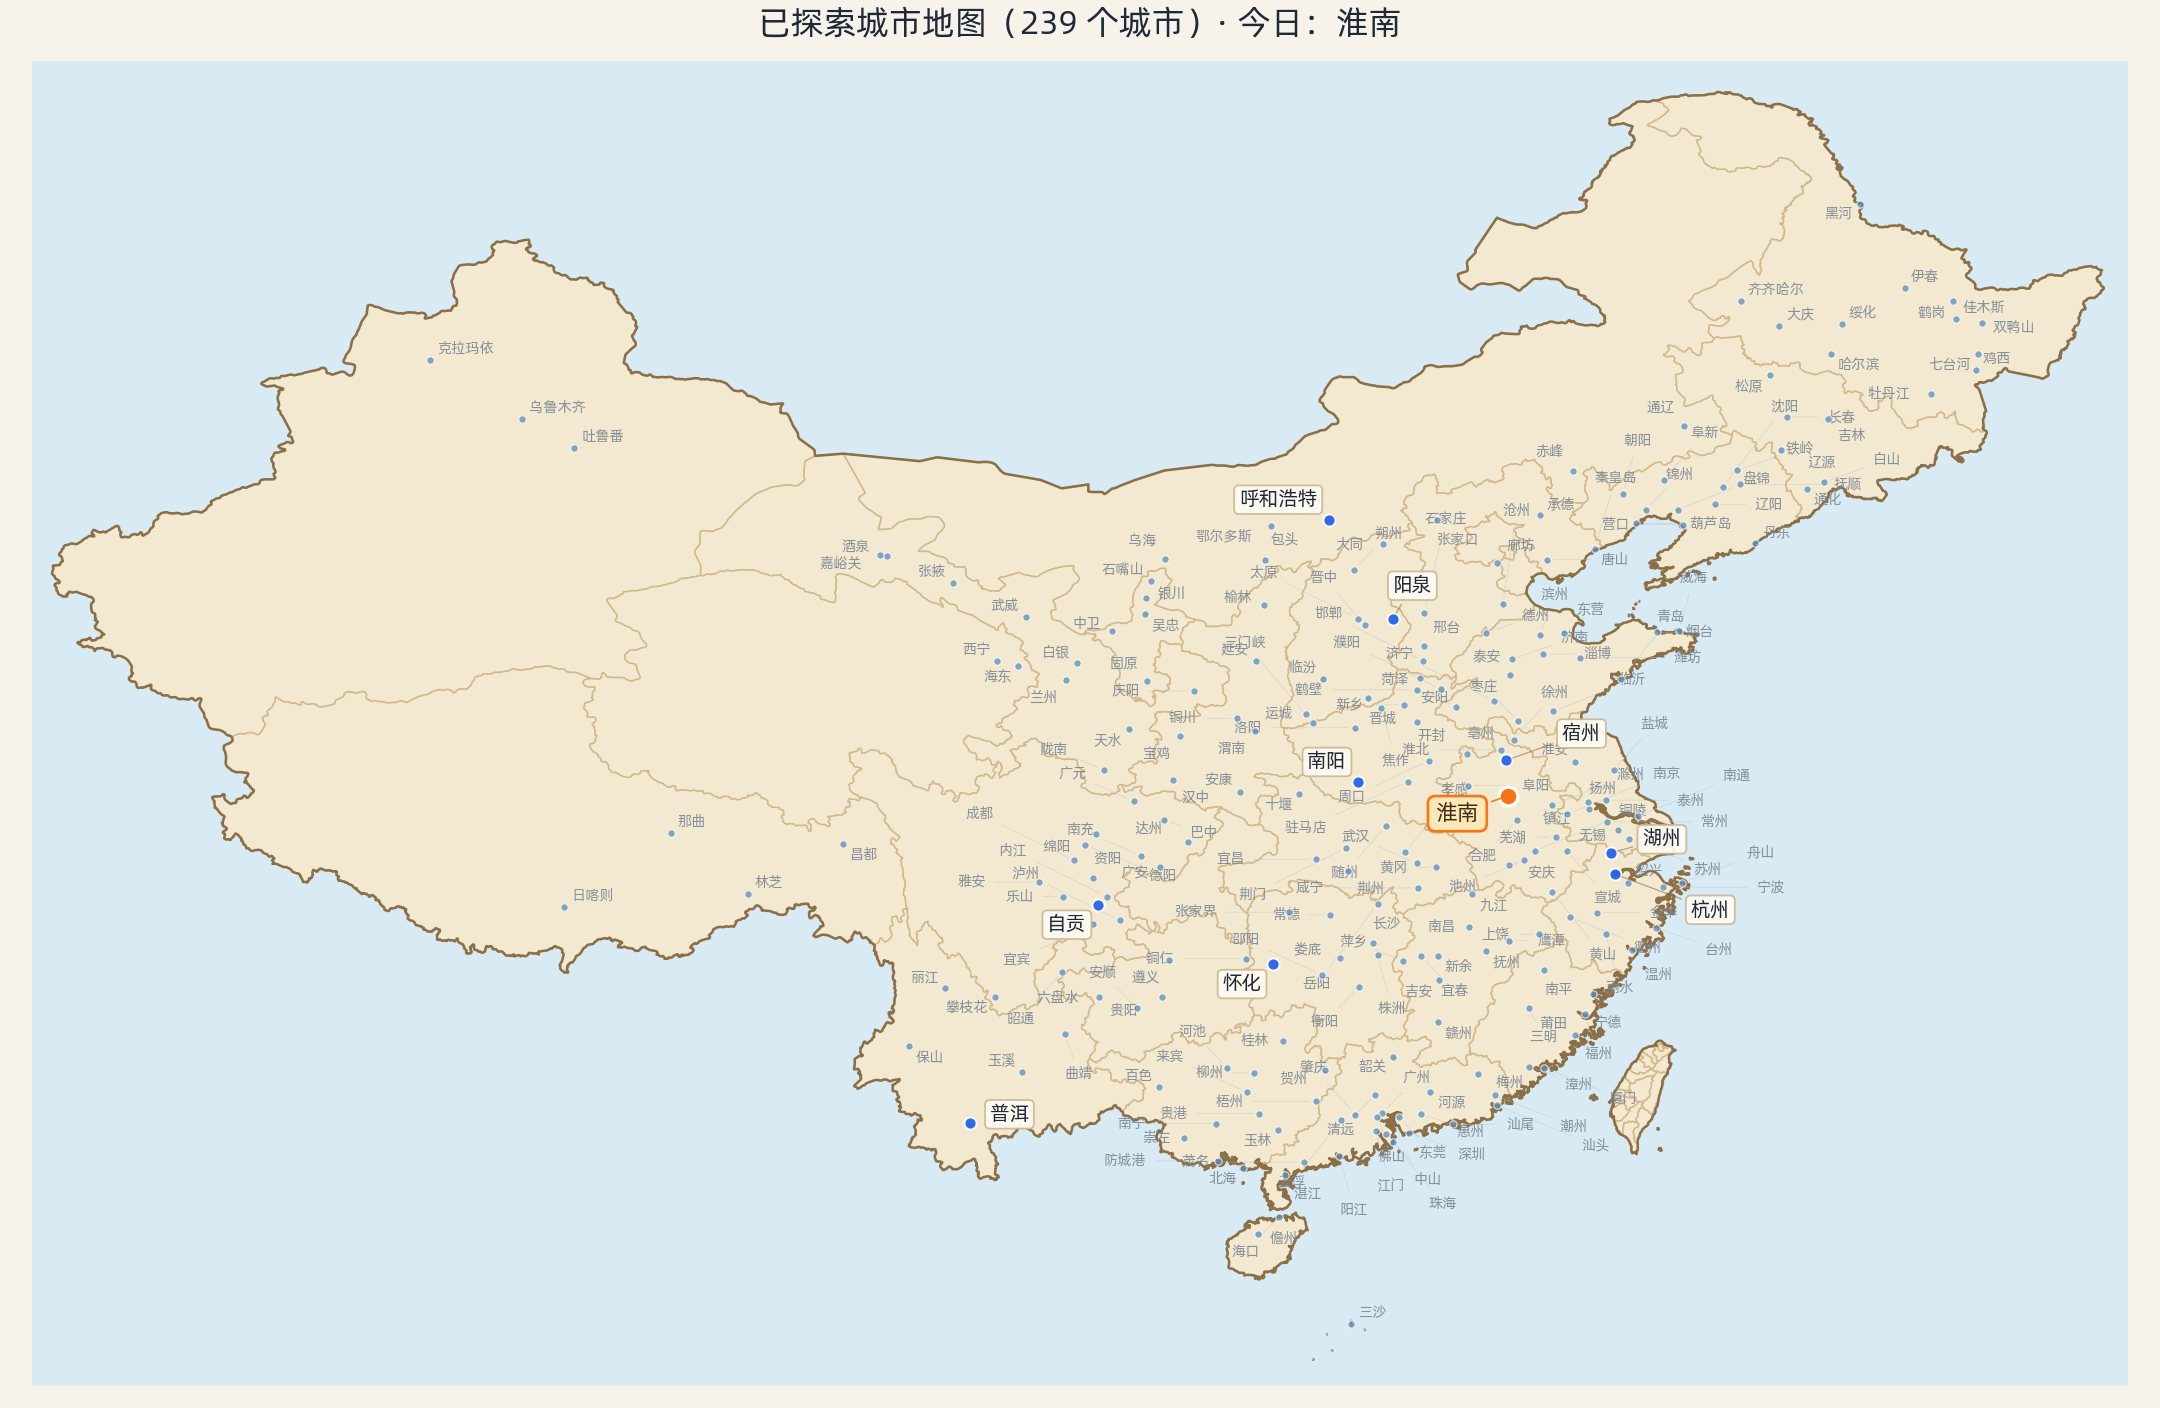 已探索城市地图（239 个城市）· 今日：淮南
黑河
伊春
齐齐哈尔
佳木斯
大庆
绥化
鹤岗
双鸭山
克拉玛依
鸡西
哈尔滨
七台河
松原
牡丹江
乌鲁木齐
通辽
沈阳
长春
吐鲁番
阜新
吉林
朝阳
铁岭
赤峰
辽源
白山
秦皇岛
锦州
盘锦
抚顺
呼和浩特
通化
沧州
承德
辽阳
石家庄
营口
葫芦岛
丹东
鄂尔多斯
包头
朔州
张家口
乌海
大同
廊坊
酒泉
嘉峪关
唐山
张掖
石嘴山
太原
晋中
威海
阳泉
银川
榆林
滨州
武威
邯郸
东营
中卫
吴忠
邢台
德州
青岛
烟台
济南
三门峡
濮阳
西宁
延安
白银
济宁
泰安
淄博
潍坊
固原
临汾
海东
菏泽
临沂
庆阳
鹤壁
枣庄
兰州
安阳
徐州
新乡
铜川
运城
晋城
洛阳
盐城
宿州
天水
开封
亳州
陇南
宝鸡
渭南
淮北
淮安
焦作
南阳
广元
滁州
南京
南通
安康
阜阳
扬州
孝感
汉中
周口
十堰
泰州
淮南
成都
铜陵
镇江
常州
那曲
南充
达州
驻马店
巴中
武汉
芜湖
无锡
湖州
绵阳
内江
昌都
资阳
宜昌
合肥
舟山
黄冈
广安
德阳
随州
安庆
绍兴
苏州
泸州
雅安
林芝
咸宁
荆州
池州
宁波
日喀则
乐山
荆门
宣城
九江
杭州
张家界
常德
金华
自贡
长沙
南昌
邵阳
娄底
萍乡
上饶
鹰潭
衢州
台州
宜宾
铜仁
黄山
安顺
遵义
新余
抚州
温州
丽江
怀化
岳阳
南平
丽水
六盘水
吉安
宜春
攀枝花
贵阳
株洲
昭通
衡阳
莆田
宁德
河池
赣州
三明
桂林
保山
来宾
福州
玉溪
肇庆
韶关
曲靖
百色
柳州
贺州
广州
梅州
漳州
厦门
普洱
梧州
河源
贵港
南宁
汕尾
潮州
崇左
玉林
清远
惠州
汕头
防城港
茂名
佛山
东莞
深圳
北海
云浮
湛江
江门
中山
阳江
珠海
儋州
海口
三沙